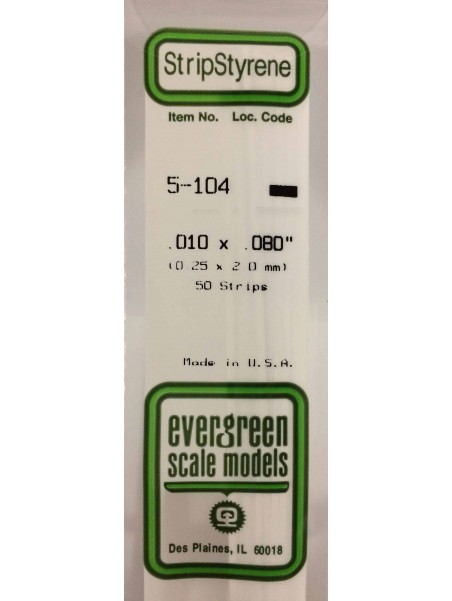 StripStyrene
Item No. Loc. Code
5-104
.010 x .080"
(0.25 x 2.0 mm)
50 Strips
Made in U.S.A.
evergreen
scale models
Des Plaines, IL 60018